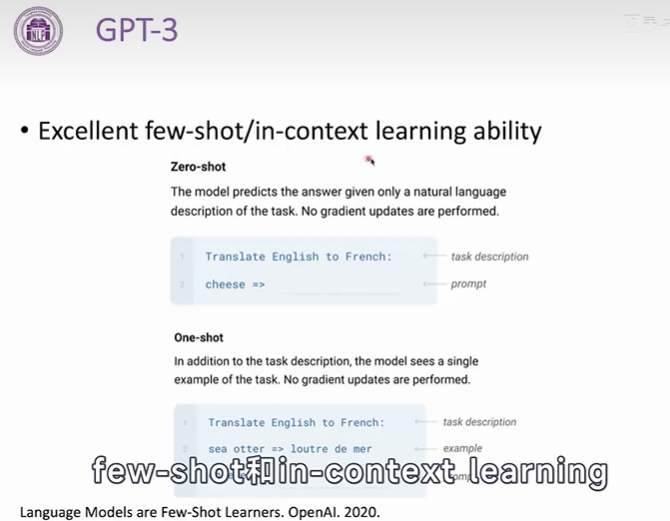 GPT-3
• Excellent few-shot/in-context learning ability
Zero-shot
The model predicts the answer given only a natural language
description of the task. No gradient updates are performed.
1 Translate English to French: task description
2 cheese => prompt
One-shot
In addition to the task description, the model sees a single
example of the task. No gradient updates are performed.
1 Translate English to French: task description
2 sea otter => loutre de mer example
few-shot和in-context learning
Language Models are Few-Shot Learners. OpenAI. 2020.